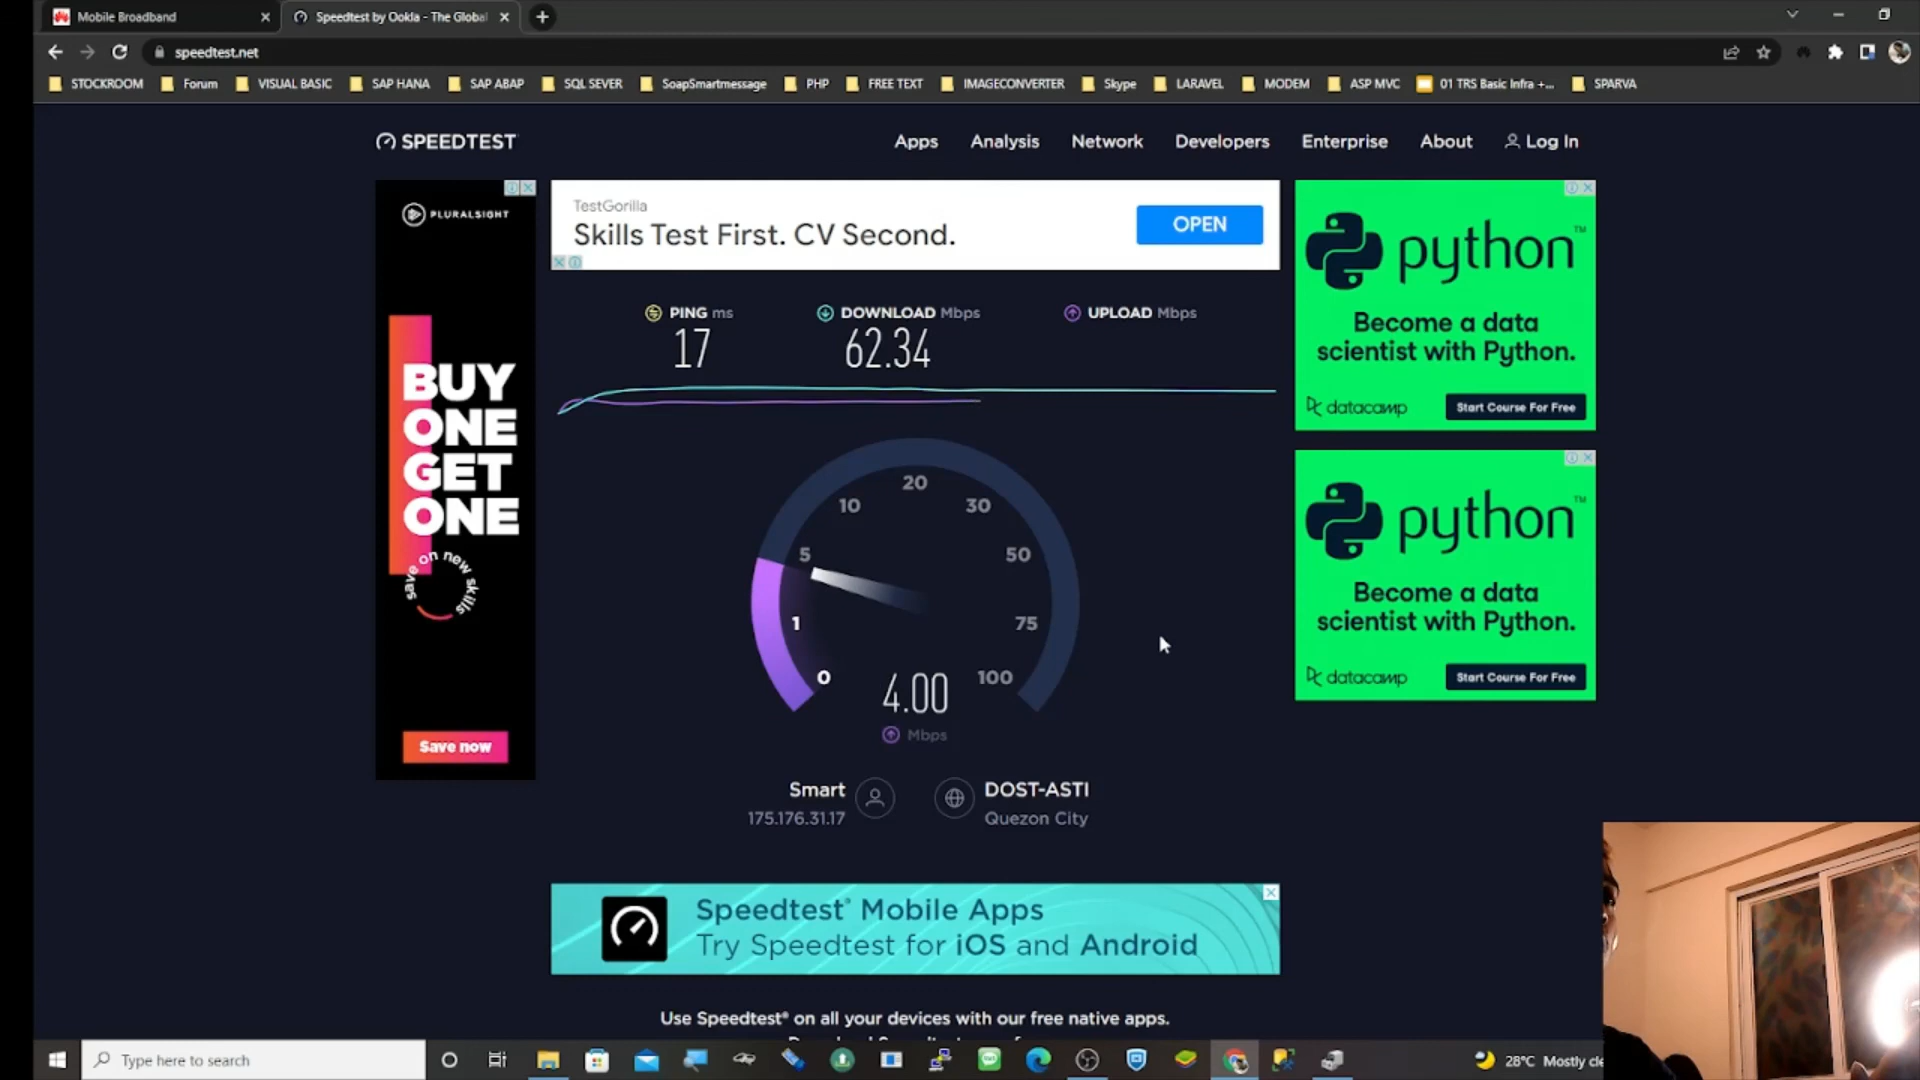 Mobile Broadband
Speedtest by Ookla - The Global
speedtest.net
STOCKROOM
Forum
VISUAL BASIC
SAP HANA
SAP ABAP
SQL SEVER
SoapSmartmessage
PHP
FREE TEXT
IMAGECONVERTER
Skype
LARAVEL
MODEM
ASP MVC
01 TRS Basic Infra +...
SPARVA
SPEEDTEST
Apps
Analysis
Network
Developers
Enterprise
About
Log In
PLURALSIGHT
BUY
ONE
GET
ONE
save on new skills
Save now
TestGorilla
Skills Test First. CV Second.
OPEN
PING ms
17
DOWNLOAD Mbps
62.34
UPLOAD Mbps
0
1
5
10
20
30
50
75
100
4.00
Mbps
Smart
175.176.31.17
DOST-ASTI
Quezon City
python™
Become a data
scientist with Python.
datacamp
Start Course For Free
python™
Become a data
scientist with Python.
datacamp
Start Course For Free
Speedtest® Mobile Apps
Try Speedtest for iOS and Android
Use Speedtest® on all your devices with our free native apps.
Type here to search
28°C Mostly cle